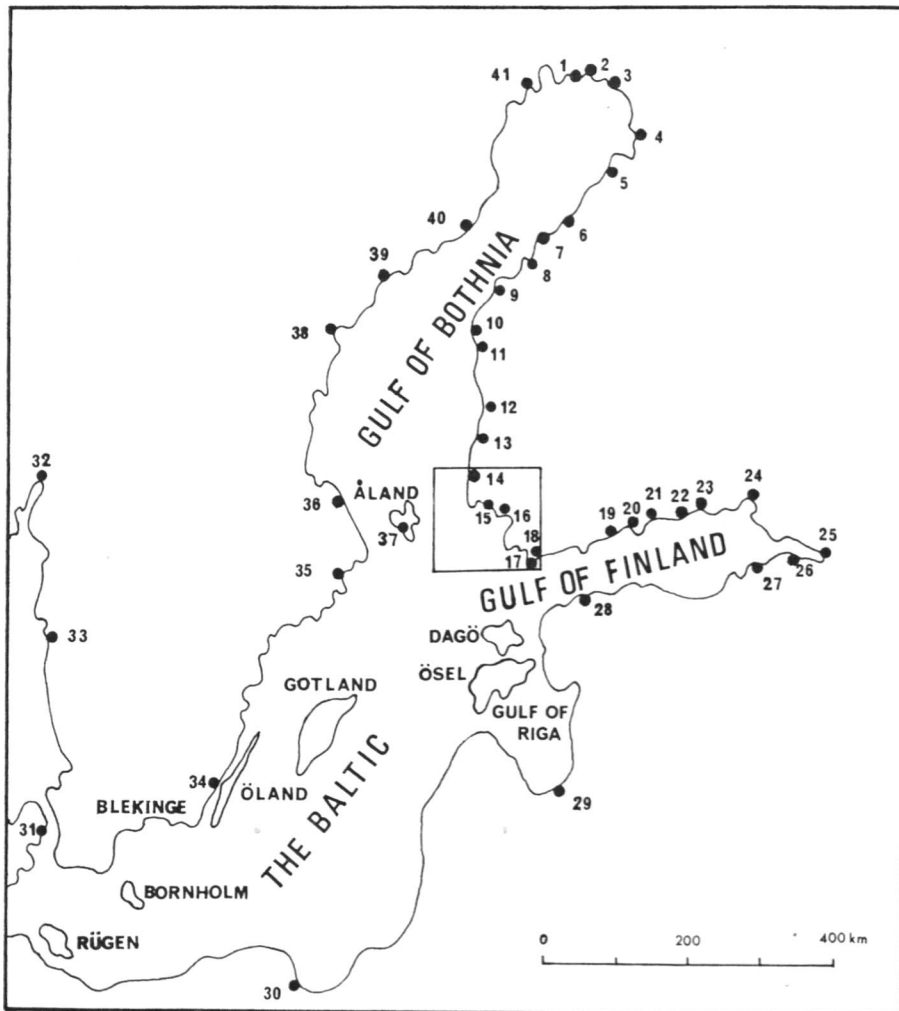 41
1
2
3
4
5
6
7
8
9
10
11
12
13
14
15
16
17
18
19
20
21
22
23
24
25
26
27
28
29
30
31
32
33
34
35
36
37
38
39
40
GULF OF BOTHNIA
ÅLAND
GULF OF FINLAND
DAGÖ
ÖSEL
GULF OF
RIGA
GOTLAND
ÖLAND
BLEKINGE
THE BALTIC
BORNHOLM
RÜGEN
0 200 400 km